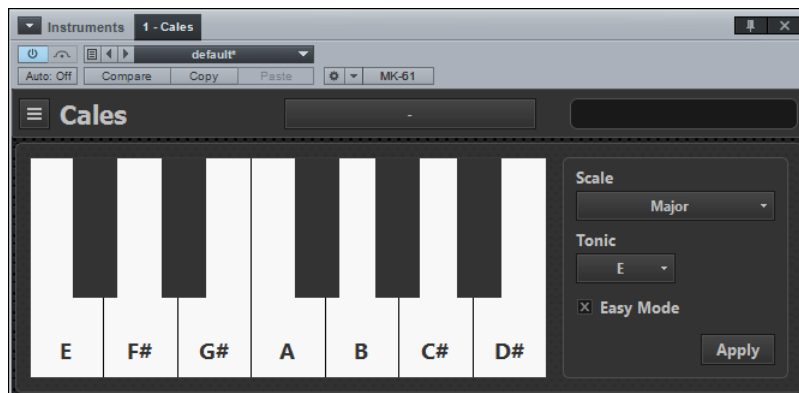 Instruments 1 - Cales
default*
Auto: Off Compare Copy Paste MK-61
Cales -
Scale
Major
Tonic
E
Easy Mode
E F# G# A B C# D# Apply